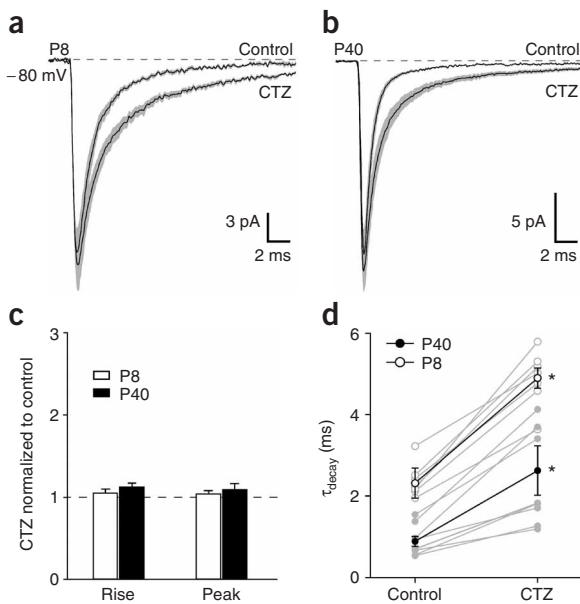 a
P8
Control
−80 mV
CTZ
3 pA
2 ms
b
P40
Control
CTZ
5 pA
2 ms
c
CTZ normalized to control
3
2
1
0
P8
P40
Rise
Peak
d
τdecay (ms)
6
4
2
0
P40
P8
*
*
Control
CTZ